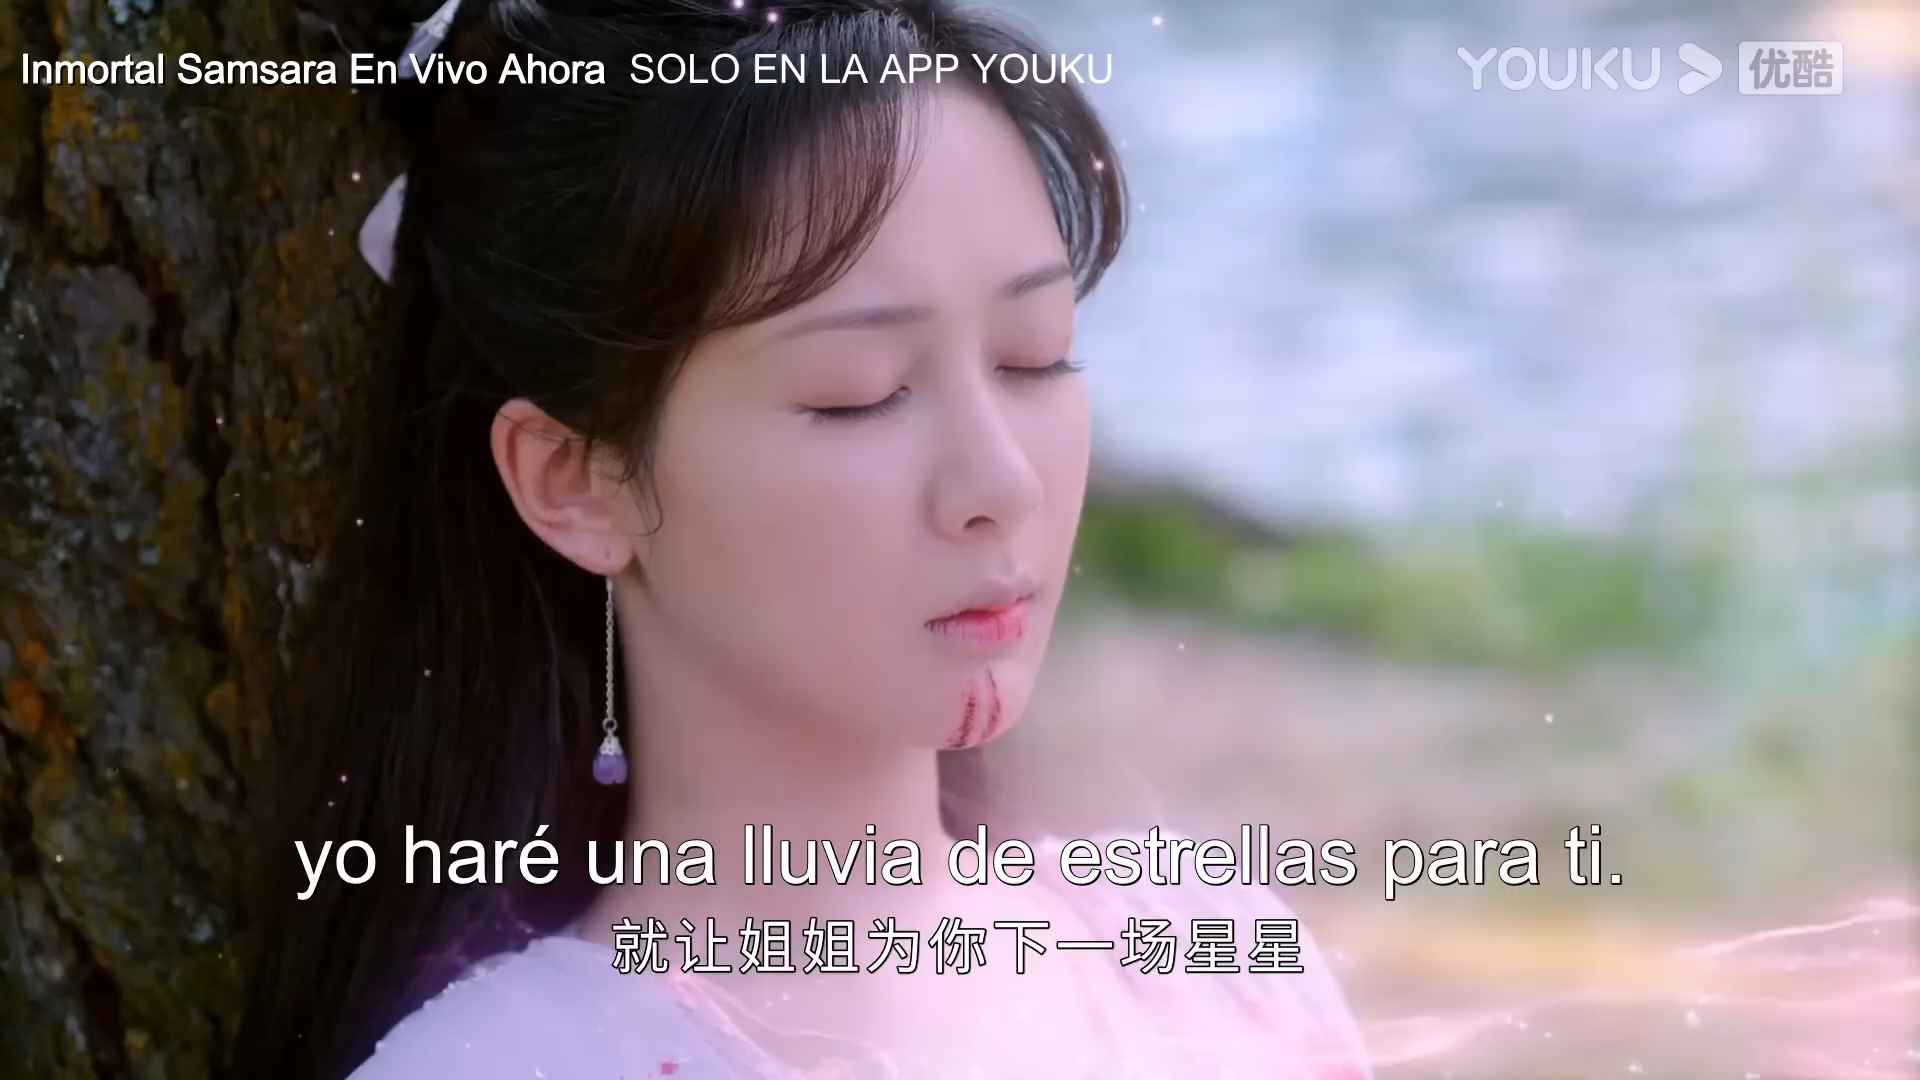 Inmortal Samsara En Vivo Ahora SOLO EN LA APP YOUKU
YOUKU 优酷
yo haré una lluvia de estrellas para ti.
就让姐姐为你下一场星星